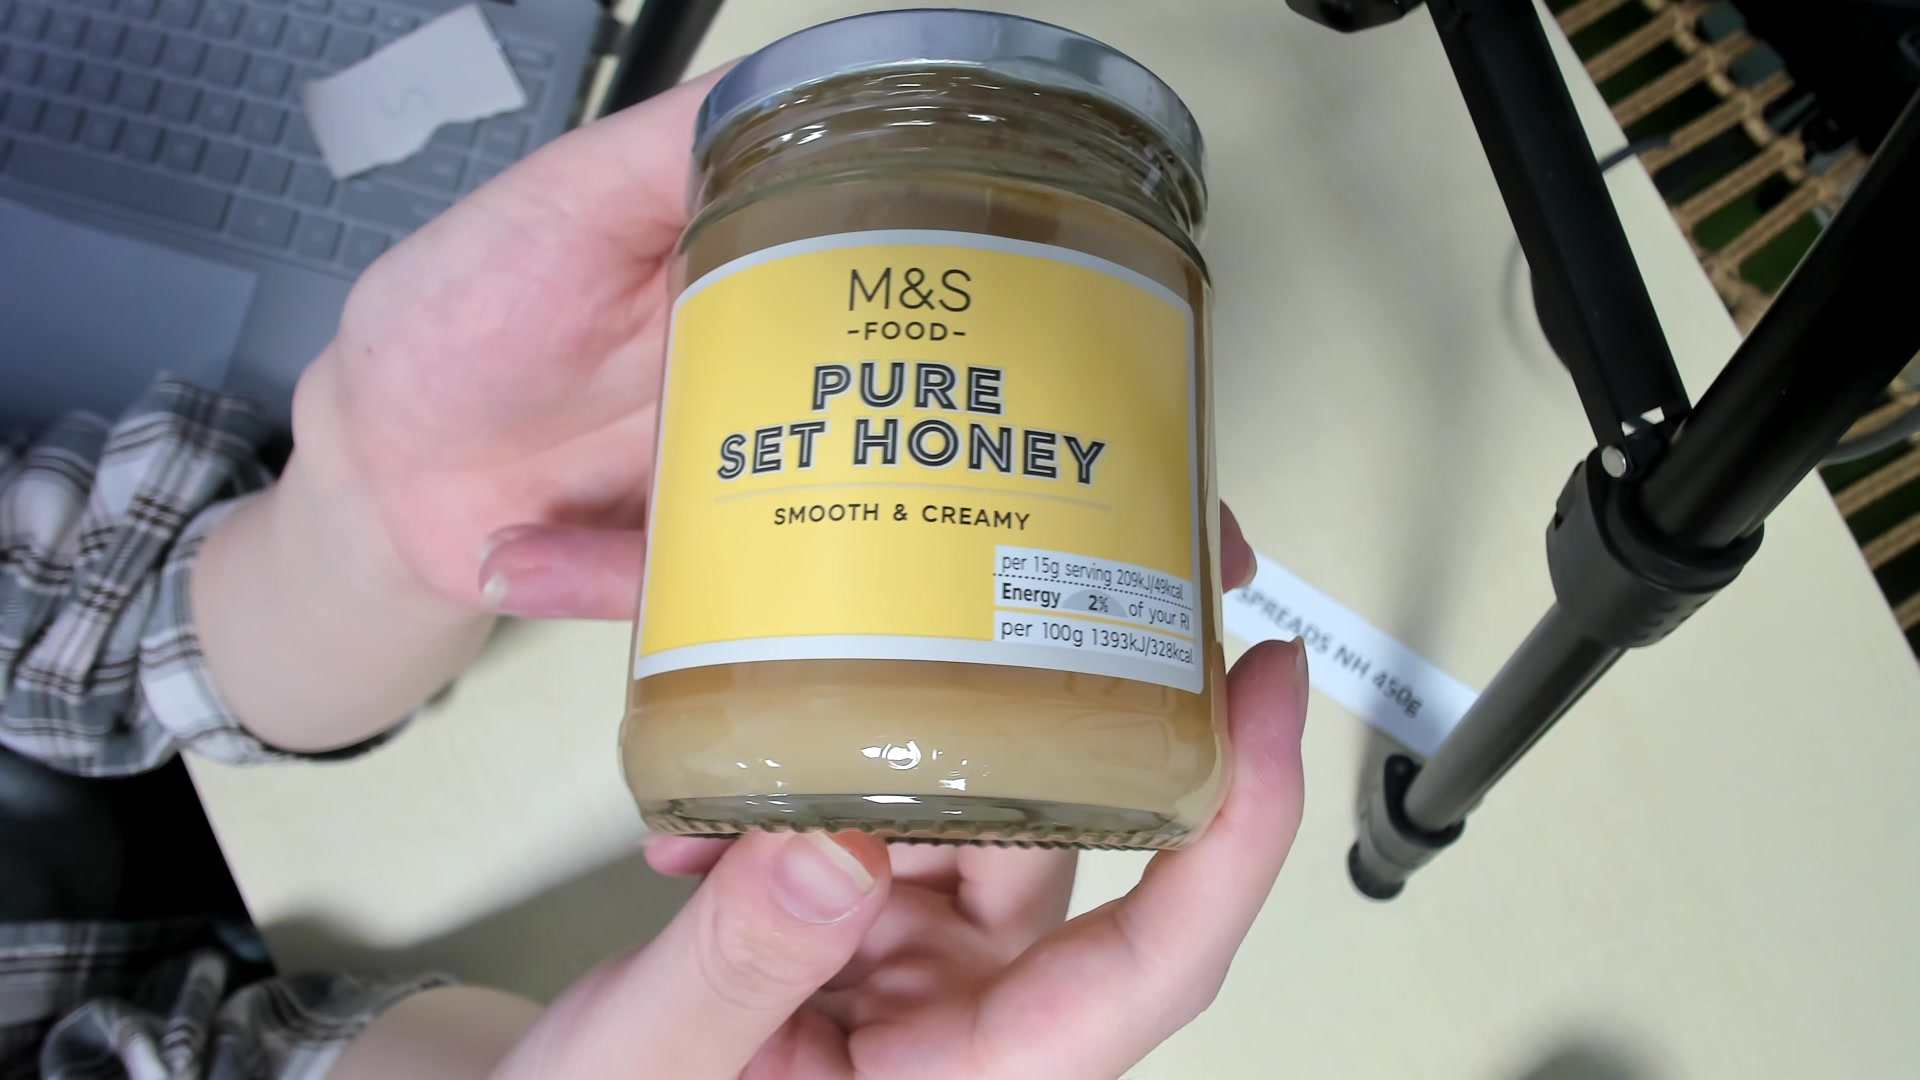 M&S
-FOOD-
PURE
SET HONEY
SMOOTH & CREAMY
per 15g serving 209kJ/49kcal
Energy 2% of your RI
per 100g 1393kJ/328kcal
SPREADS NH 450g
S